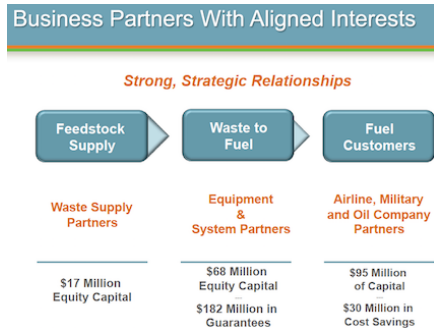 Business Partners With Aligned Interests
Strong, Strategic Relationships
Feedstock
Supply
Waste to
Fuel
Fuel
Customers
Waste Supply
Partners
Equipment
&
System Partners
Airline, Military
and Oil Company
Partners
$17 Million
Equity Capital
$68 Million
Equity Capital
$182 Million in
Guarantees
$95 Million
of Capital
$30 Million in
Cost Savings